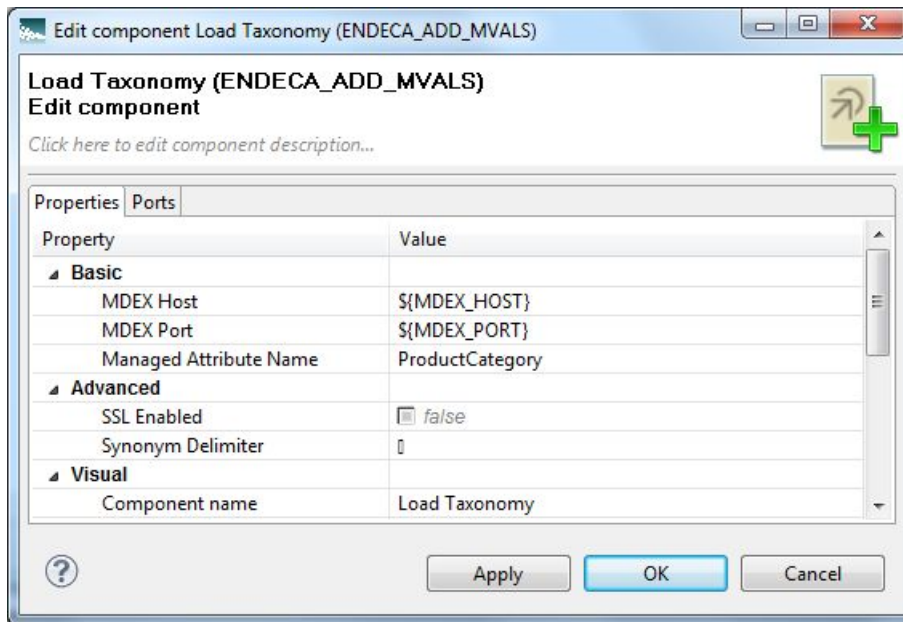 Edit component Load Taxonomy (ENDECA_ADD_MVALS)
Load Taxonomy (ENDECA_ADD_MVALS)
Edit component
Click here to edit component description...
Properties Ports
Property Value
Basic
MDEX Host ${MDEX_HOST}
MDEX Port ${MDEX_PORT}
Managed Attribute Name ProductCategory
Advanced
SSL Enabled false
Synonym Delimiter ▯
Visual
Component name Load Taxonomy
? Apply OK Cancel